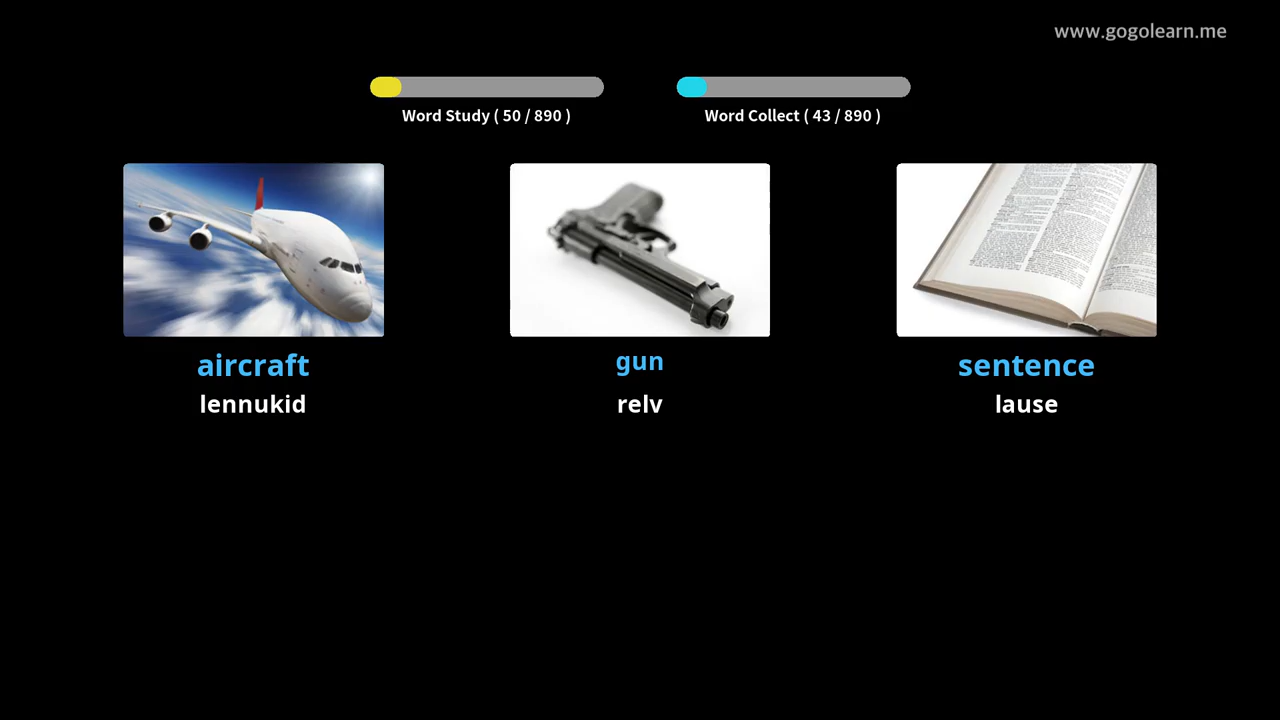 www.gogolearn.me
Word Study ( 50 / 890 )
Word Collect ( 43 / 890 )
aircraft
lennukid
gun
relv
sentence
lause